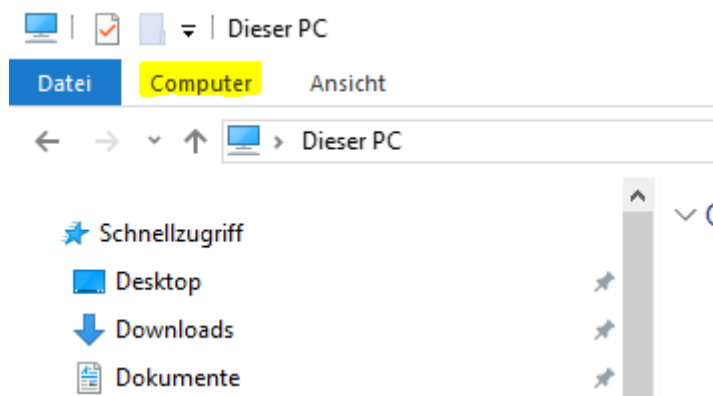 Dieser PC
Datei Computer Ansicht
Dieser PC
Schnellzugriff
Desktop
Downloads
Dokumente